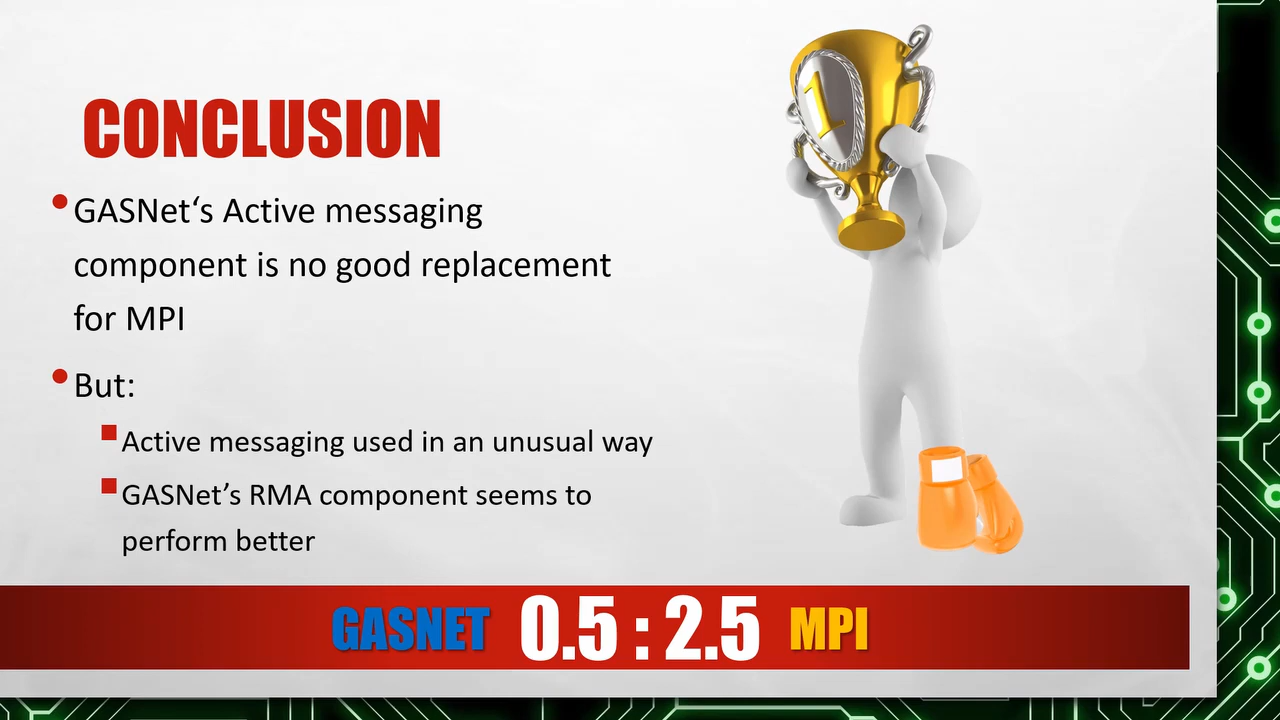 CONCLUSION
• GASNet‘s Active messaging
component is no good replacement
for MPI
• But:
▪ Active messaging used in an unusual way
▪ GASNet’s RMA component seems to
perform better
1
GASNET 0.5 : 2.5 MPI